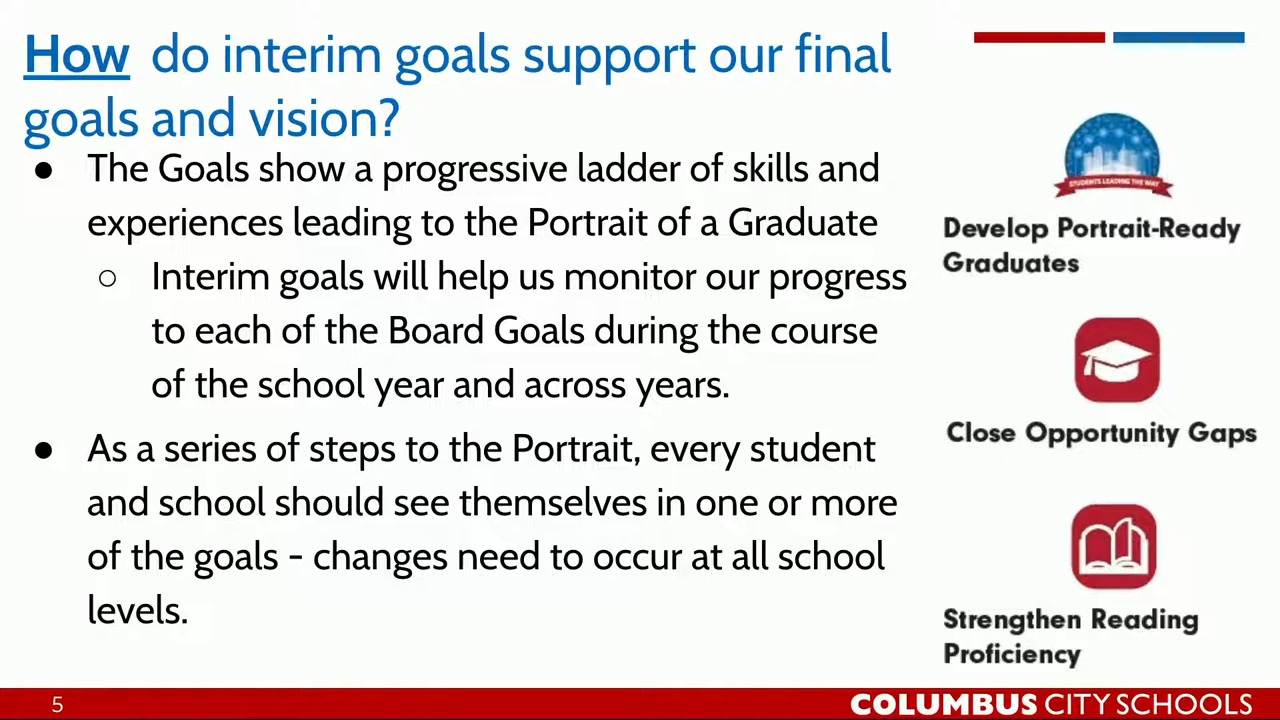 How do interim goals support our final
goals and vision?
● The Goals show a progressive ladder of skills and
experiences leading to the Portrait of a Graduate
○ Interim goals will help us monitor our progress
to each of the Board Goals during the course
of the school year and across years.
● As a series of steps to the Portrait, every student
and school should see themselves in one or more
of the goals - changes need to occur at all school
levels.
STUDENTS LEADING THE WAY
Develop Portrait-Ready
Graduates
Close Opportunity Gaps
Strengthen Reading
Proficiency
5
COLUMBUS CITY SCHOOLS